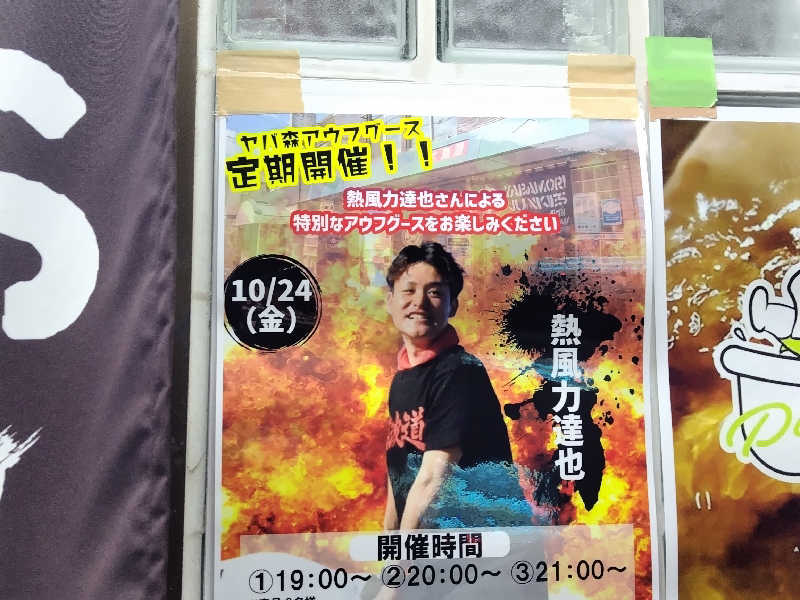 ヤバ森アウフグース
定期開催！！
熱風力達也さんによる
特別なアウフグースをお楽しみください
10/24
(金)
熱風力達也
開催時間
①19:00～ ②20:00～ ③21:00～